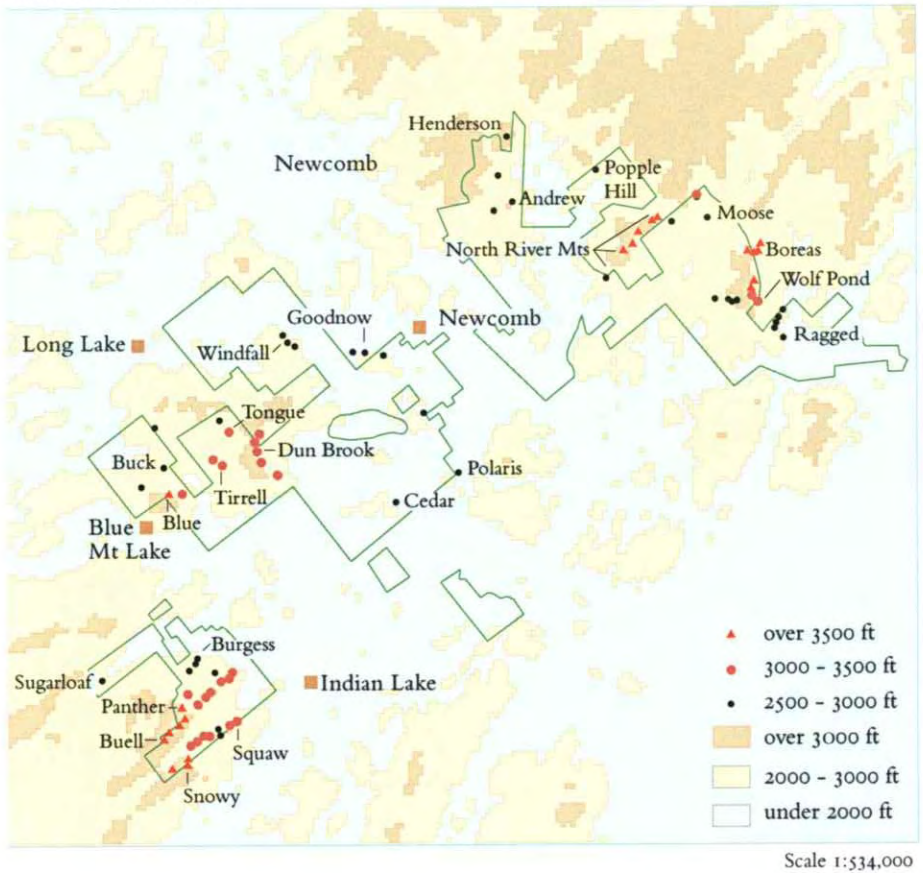 Henderson
Newcomb
Popple
Hill
Andrew
Moose
North River Mts
Boreas
Wolf Pond
Goodnow
Newcomb
Long Lake
Windfall
Ragged
Tongue
Dun Brook
Buck
Polaris
Tirrell
Cedar
Blue
Blue
Mt Lake
Burgess
Sugarloaf
Indian Lake
Panther
Buell
Squaw
Snowy
over 3500 ft
3000 - 3500 ft
2500 - 3000 ft
over 3000 ft
2000 - 3000 ft
under 2000 ft
Scale 1:534,000